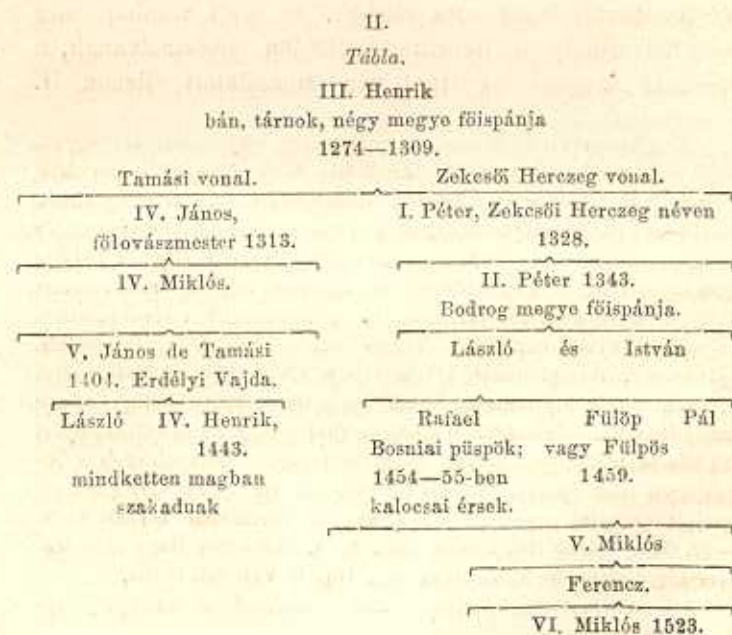 II.
Tábla.
III. Henrik
bán, tárnok, négy megye főispánja
1274—1309.
Tamási vonal. Zekcsői Herczeg vonal.
IV. János, I. Péter, Zekcsői Herczeg néven
fölovászmester 1313. 1328.
IV. Miklós. II. Péter 1343.
Bodrog megye főispánja.
V. János de Tamási László és István
1401. Erdélyi Vajda.
László IV. Henrik, Rafael Fülöp Pál
1443. Bosniai püspök; vagy Fülpös
mindketten magban 1454—55-ben 1459.
szakadnak kalocsai érsek.
V. Miklós
Ferencz.
VI. Miklós 1523.